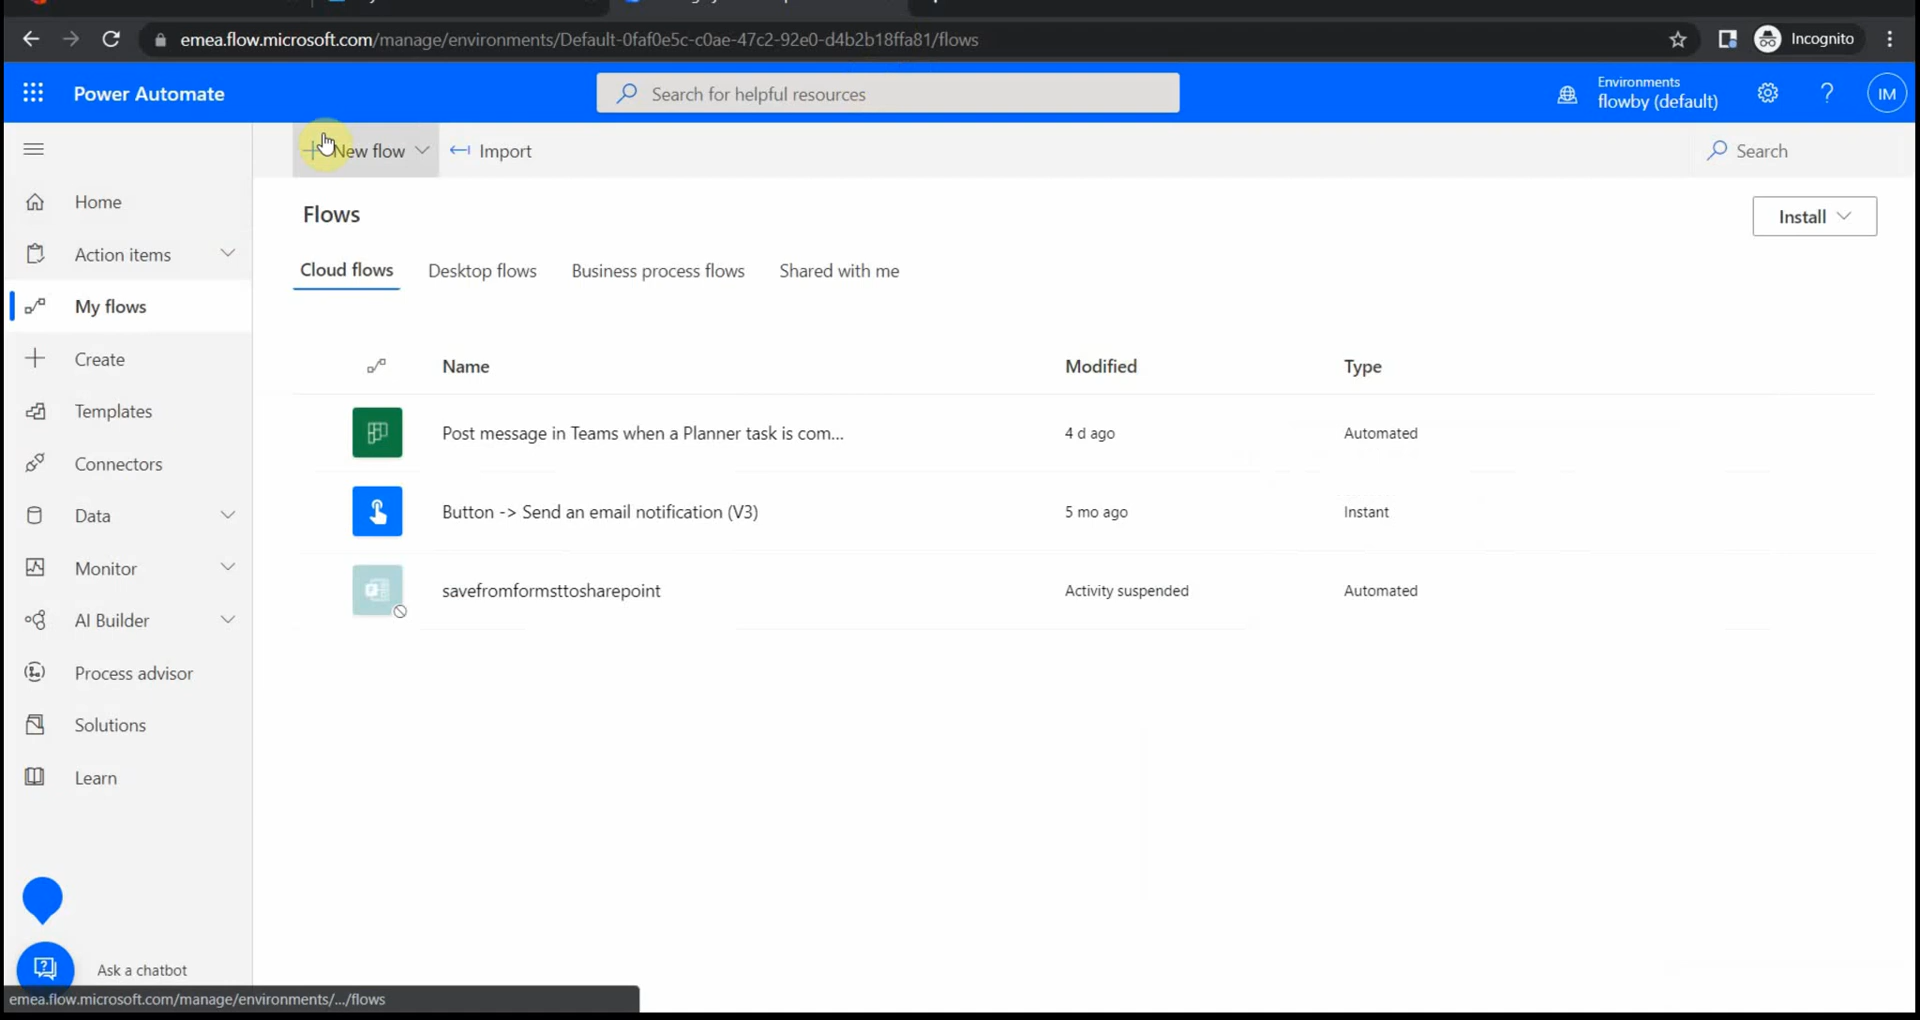 emea.flow.microsoft.com/manage/environments/Default-0faf0e5c-c0ae-47c2-92e0-d4b2b18ffa81/flows
Incognito
Power Automate
Search for helpful resources
Environments
flowby (default)
?
IM
New flow
Import
Search
Home
Action items
My flows
Create
Templates
Connectors
Data
Monitor
AI Builder
Process advisor
Solutions
Learn
Ask a chatbot
Flows
Install
Cloud flows
Desktop flows
Business process flows
Shared with me
Name
Modified
Type
Post message in Teams when a Planner task is com...
4 d ago
Automated
Button -> Send an email notification (V3)
5 mo ago
Instant
savefromformsttosharepoint
Activity suspended
Automated
emea.flow.microsoft.com/manage/environments/.../flows